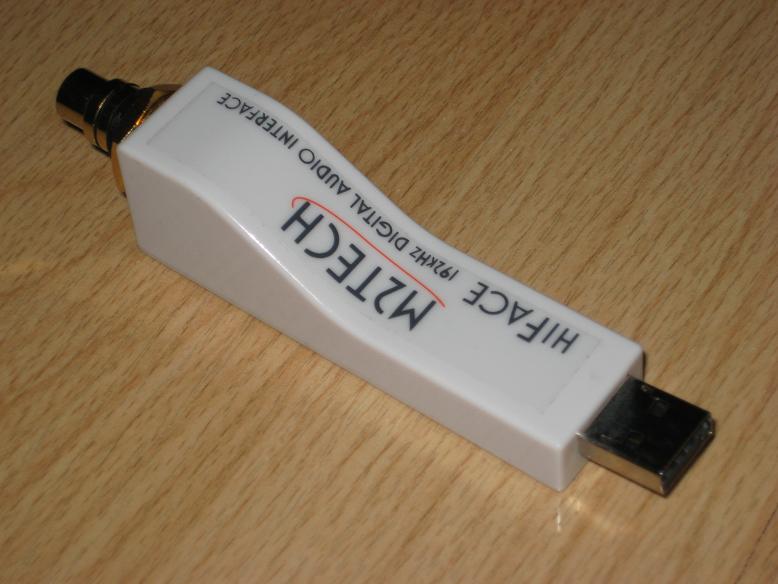 HIFACE
192KHZ DIGITAL AUDIO INTERFACE
M2TECH